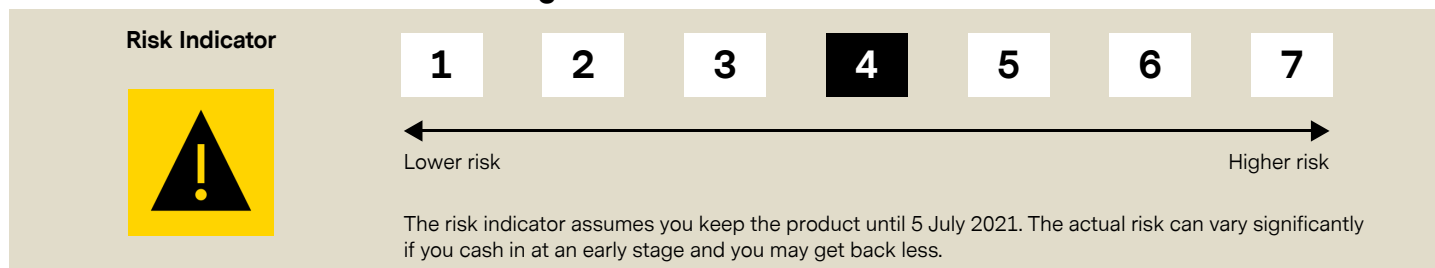 Risk Indicator
1 2 3 4 5 6 7
!
Lower risk Higher risk
The risk indicator assumes you keep the product until 5 July 2021. The actual risk can vary significantly
if you cash in at an early stage and you may get back less.